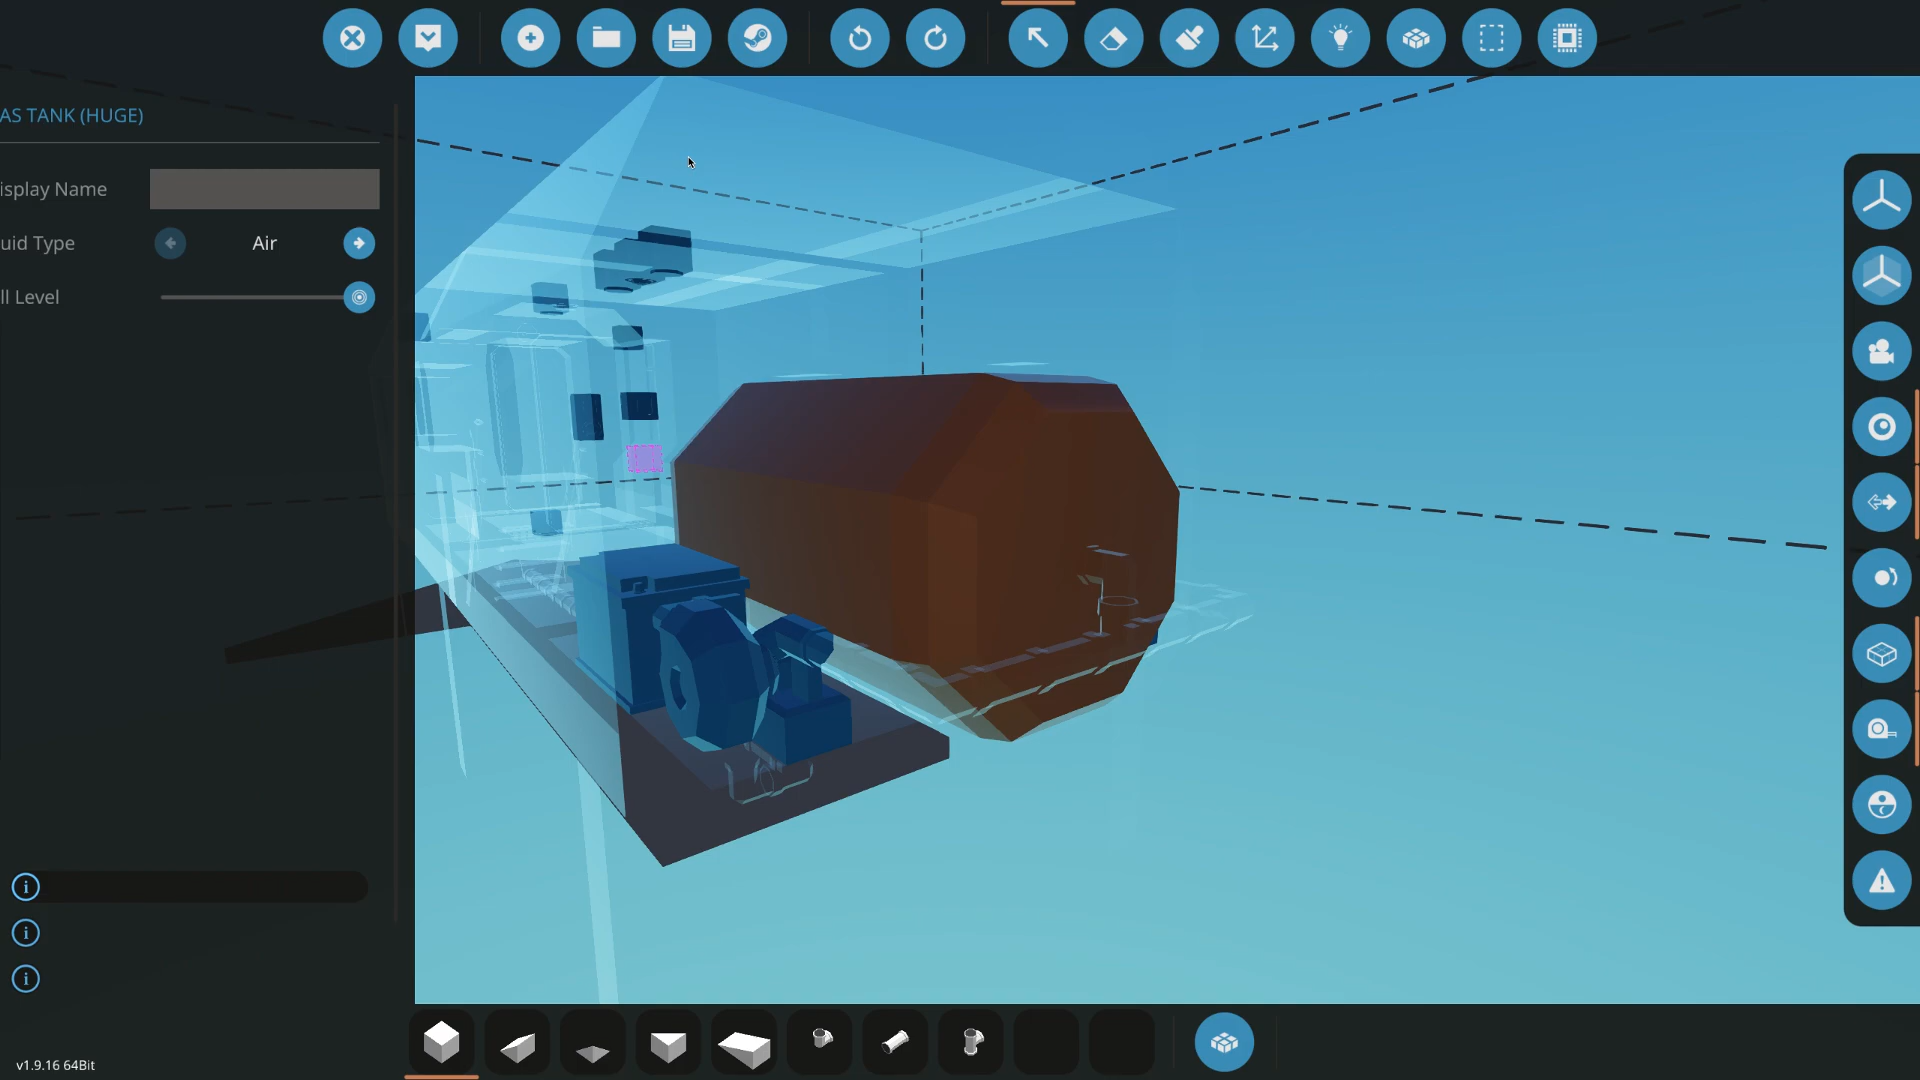 AS TANK (HUGE)
isplay Name
uid Type
Air
ll Level
v1.9.16 64Bit